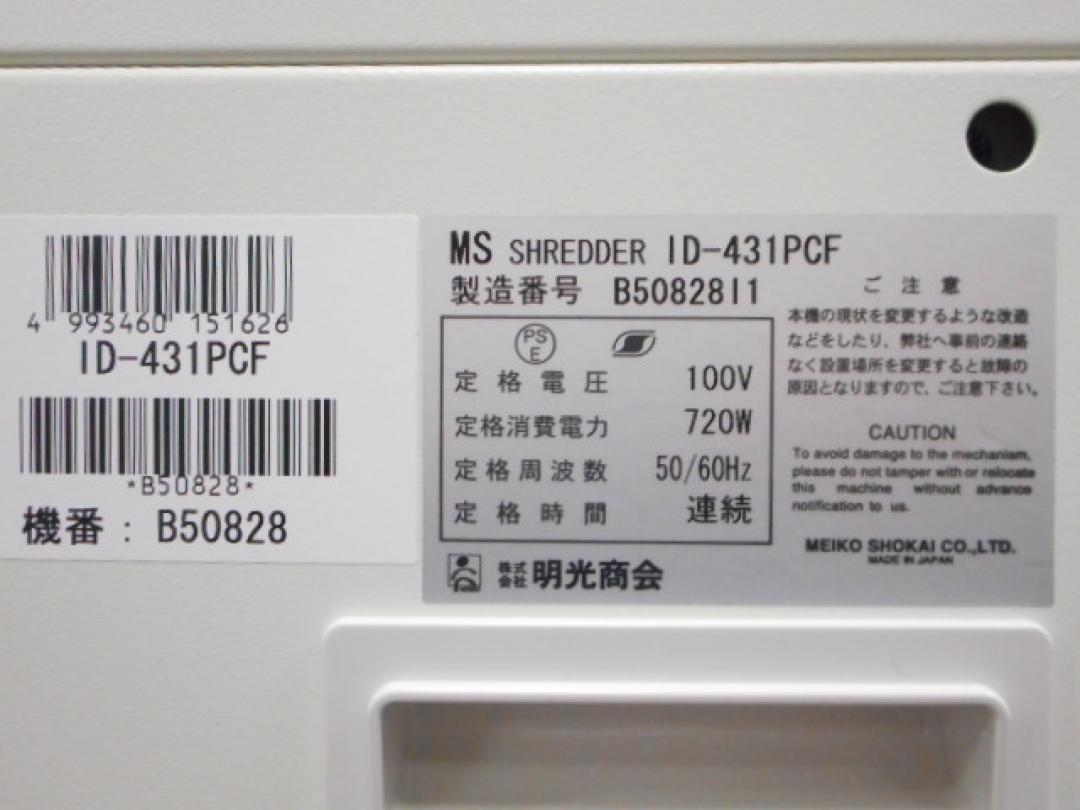 4 993460 151626
ID-431PCF
*B50828*
機番：B50828
MS SHREDDER ID-431PCF
製造番号 B50828I1
PS
E
定格電圧 100V
定格消費電力 720W
定格周波数 50/60Hz
定格時間 連続
株式会社 明光商会
ご注意
本機の現状を変更するような改造
などをしたり、弊社へ事前の連絡
なく設置場所を変更すると故障の
原因となりますので、ご注意下さい。
CAUTION
To avoid damage to the mechanism,
please do not tamper with or relocate
this machine without advance
notification to us.
MEIKO SHOKAI CO.,LTD.
MADE IN JAPAN